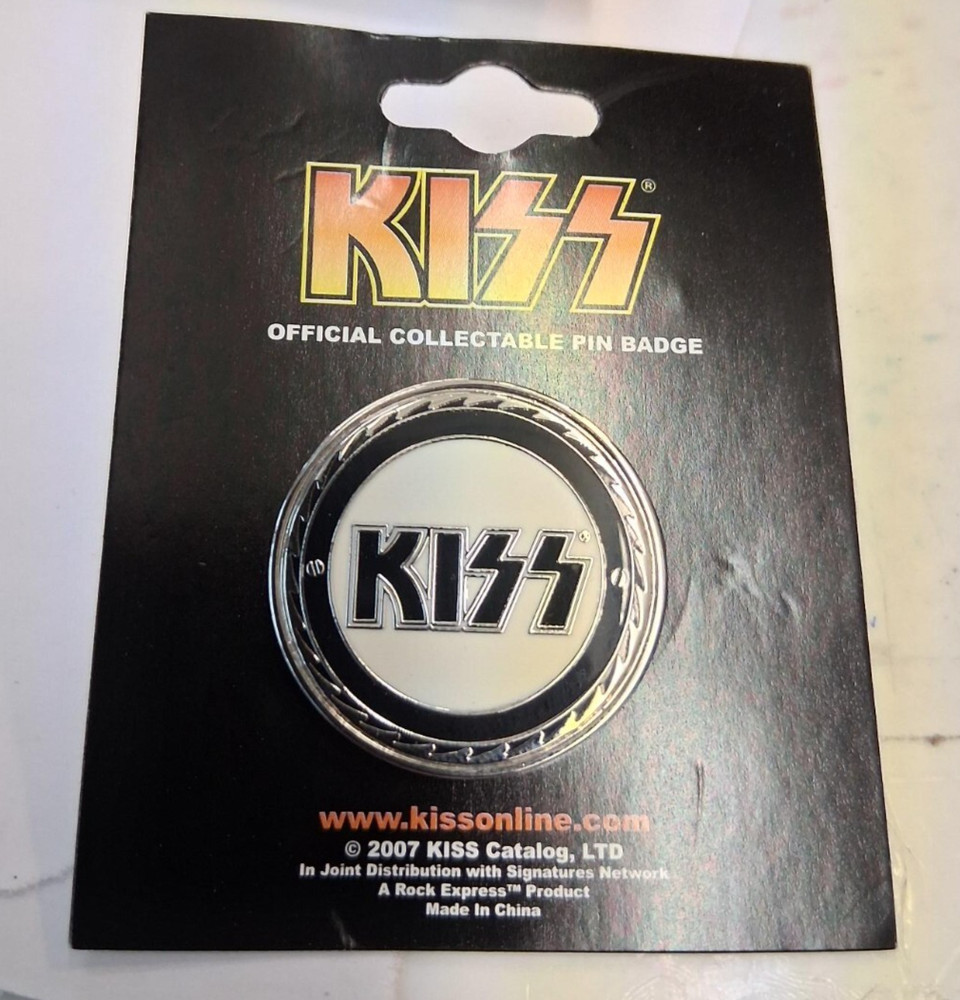 KISS®
OFFICIAL COLLECTABLE PIN BADGE
KISS
www.kissonline.com
© 2007 KISS Catalog, LTD
In Joint Distribution with Signatures Network
A Rock Express™ Product
Made In China